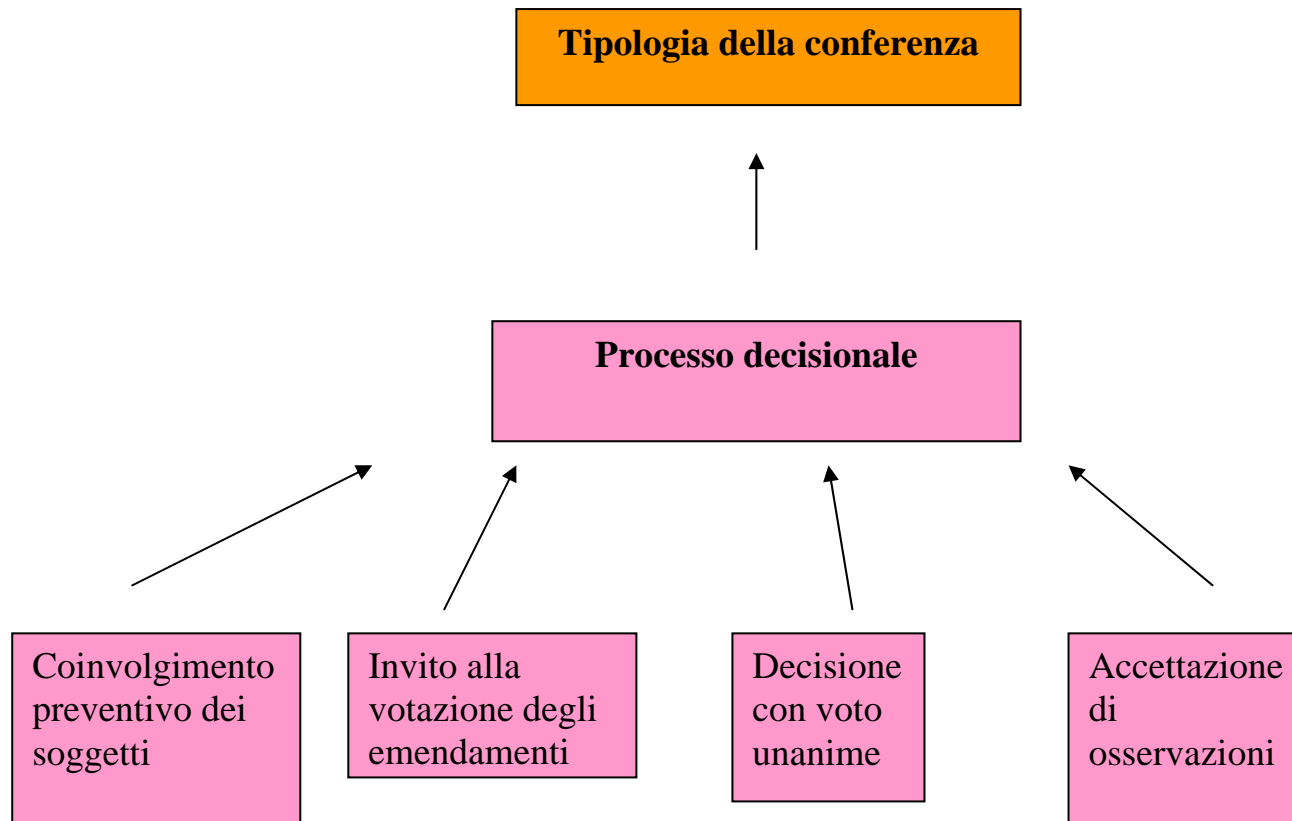 Tipologia della conferenza
Processo decisionale
Coinvolgimento
preventivo dei
soggetti
Invito alla
votazione degli
emendamenti
Decisione
con voto
unanime
Accettazione
di
osservazioni